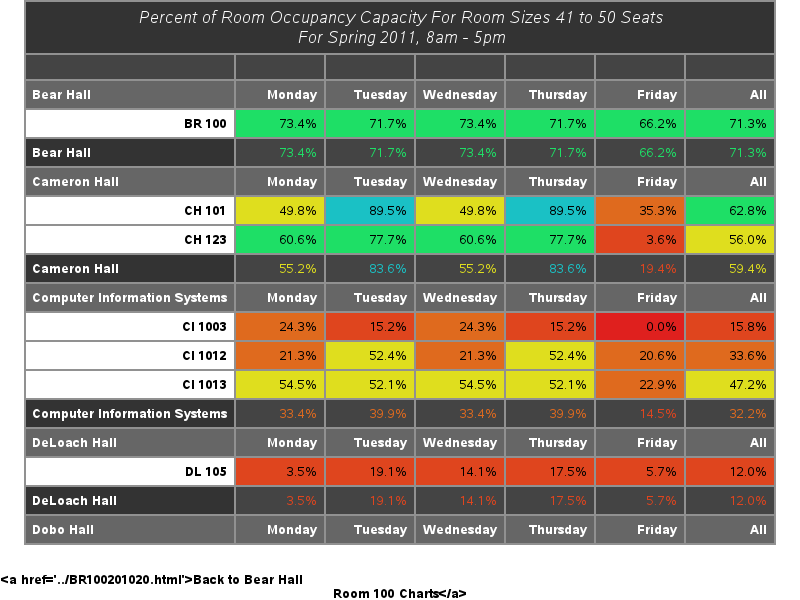 Percent of Room Occupancy Capacity For Room Sizes 41 to 50 Seats
For Spring 2011, 8am - 5pm
Bear Hall Monday Tuesday Wednesday Thursday Friday All
BR 100 73.4% 71.7% 73.4% 71.7% 66.2% 71.3%
Bear Hall 73.4% 71.7% 73.4% 71.7% 66.2% 71.3%
Cameron Hall Monday Tuesday Wednesday Thursday Friday All
CH 101 49.8% 89.5% 49.8% 89.5% 35.3% 62.8%
CH 123 60.6% 77.7% 60.6% 77.7% 3.6% 56.0%
Cameron Hall 55.2% 83.6% 55.2% 83.6% 19.4% 59.4%
Computer Information Systems Monday Tuesday Wednesday Thursday Friday All
CI 1003 24.3% 15.2% 24.3% 15.2% 0.0% 15.8%
CI 1012 21.3% 52.4% 21.3% 52.4% 20.6% 33.6%
CI 1013 54.5% 52.1% 54.5% 52.1% 22.9% 47.2%
Computer Information Systems 33.4% 39.9% 33.4% 39.9% 14.5% 32.2%
DeLoach Hall Monday Tuesday Wednesday Thursday Friday All
DL 105 3.5% 19.1% 14.1% 17.5% 5.7% 12.0%
DeLoach Hall 3.5% 19.1% 14.1% 17.5% 5.7% 12.0%
Dobo Hall Monday Tuesday Wednesday Thursday Friday All
<a href='../BR100201020.html'>Back to Bear Hall
Room 100 Charts</a>